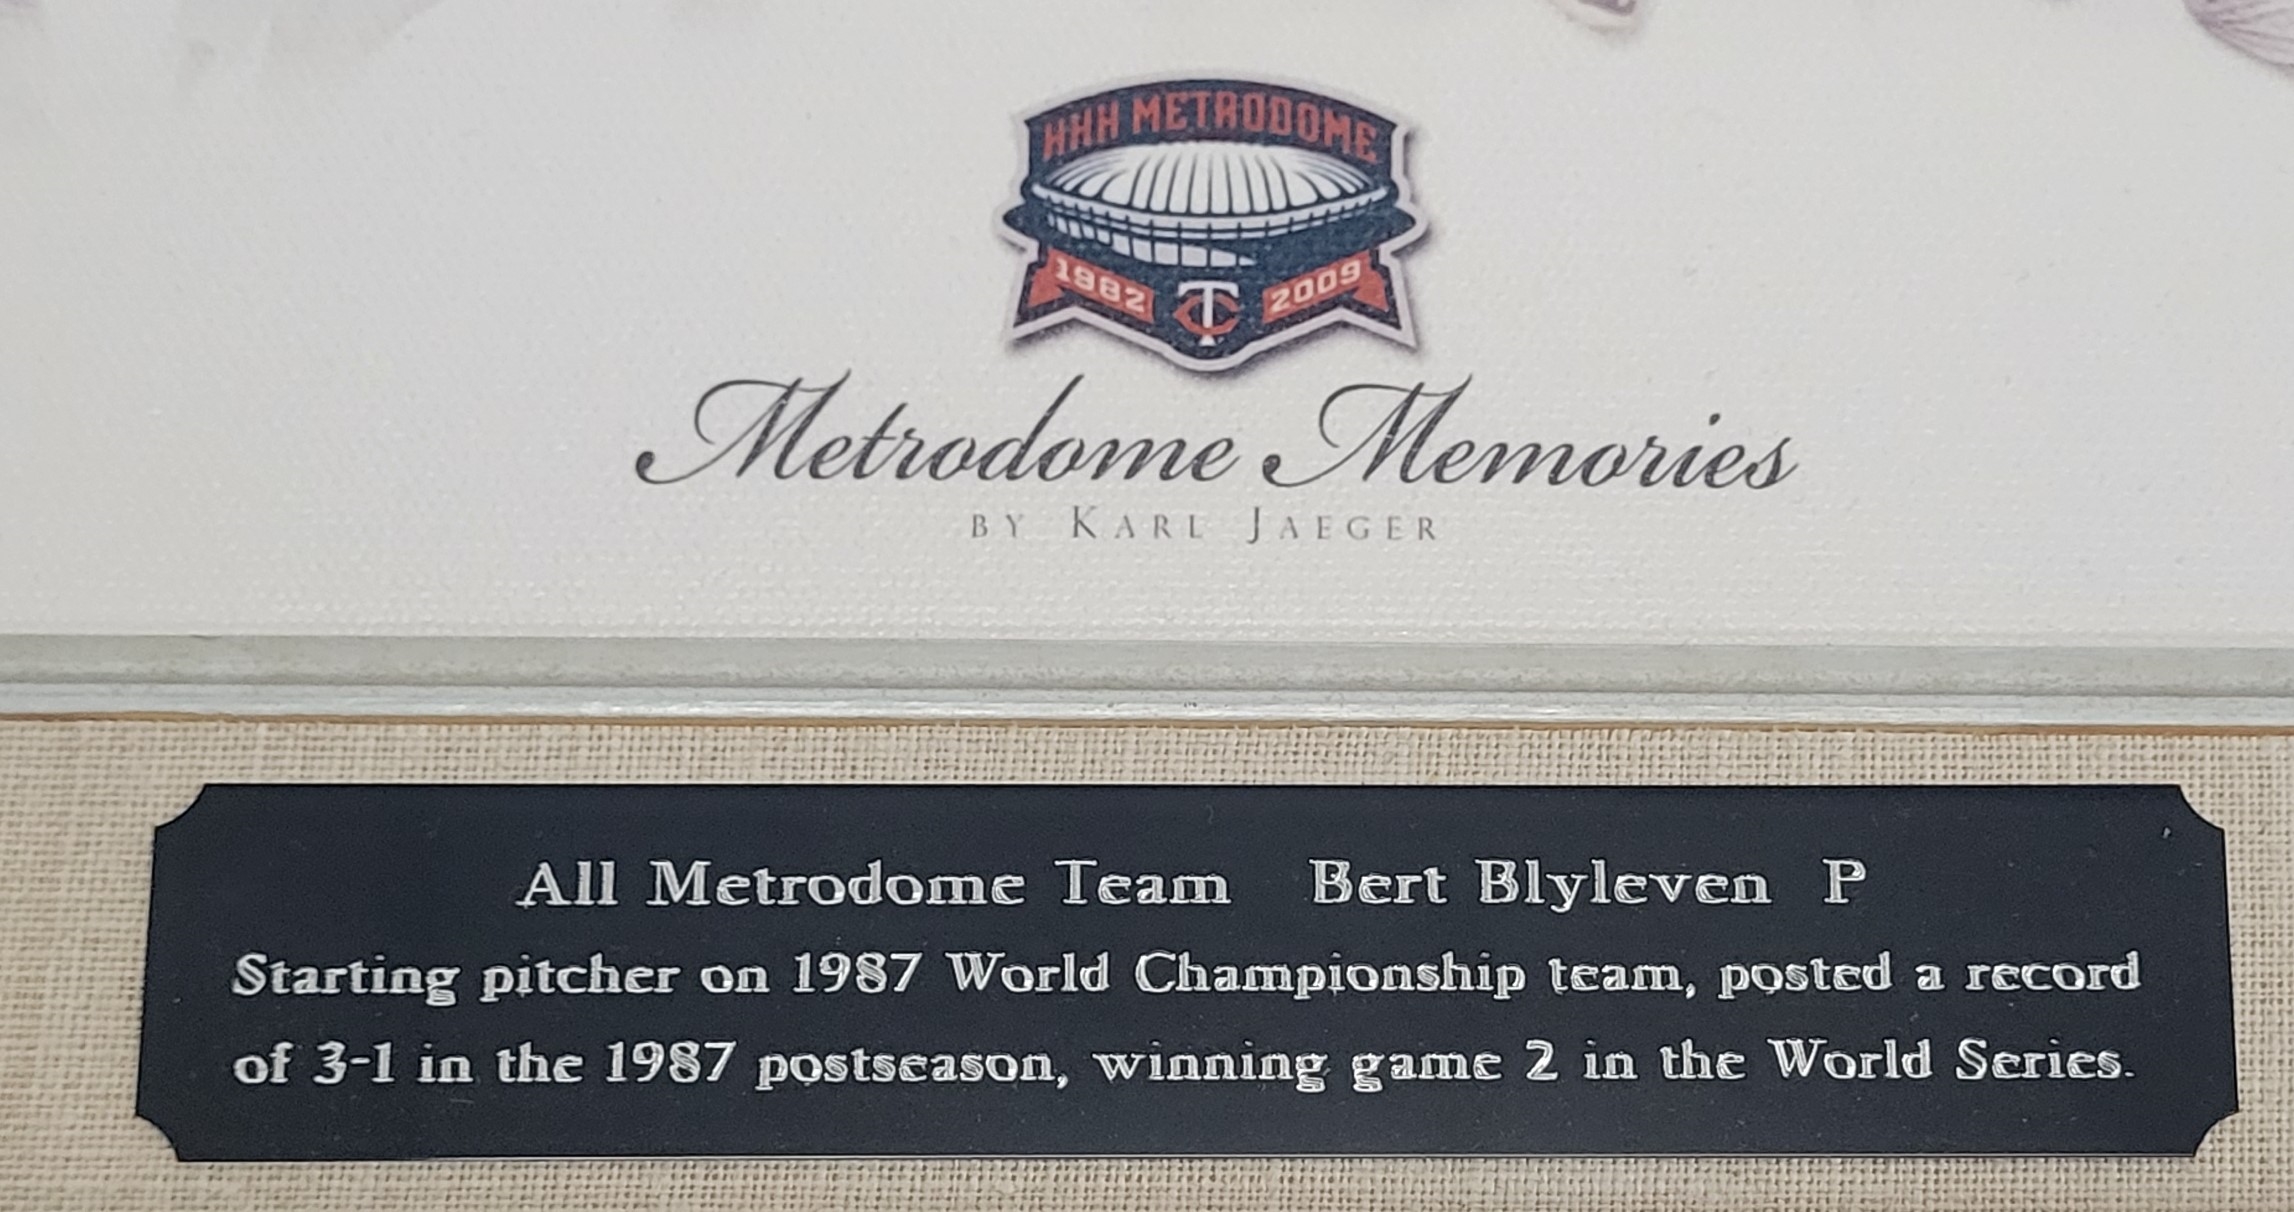 HHH METRODOME
1982 TC 2009
Metrodome Memories
BY KARL JAEGER
All Metrodome Team Bert Blyleven P
Starting pitcher on 1987 World Championship team, posted a record
of 3-1 in the 1987 postseason, winning game 2 in the World Series.